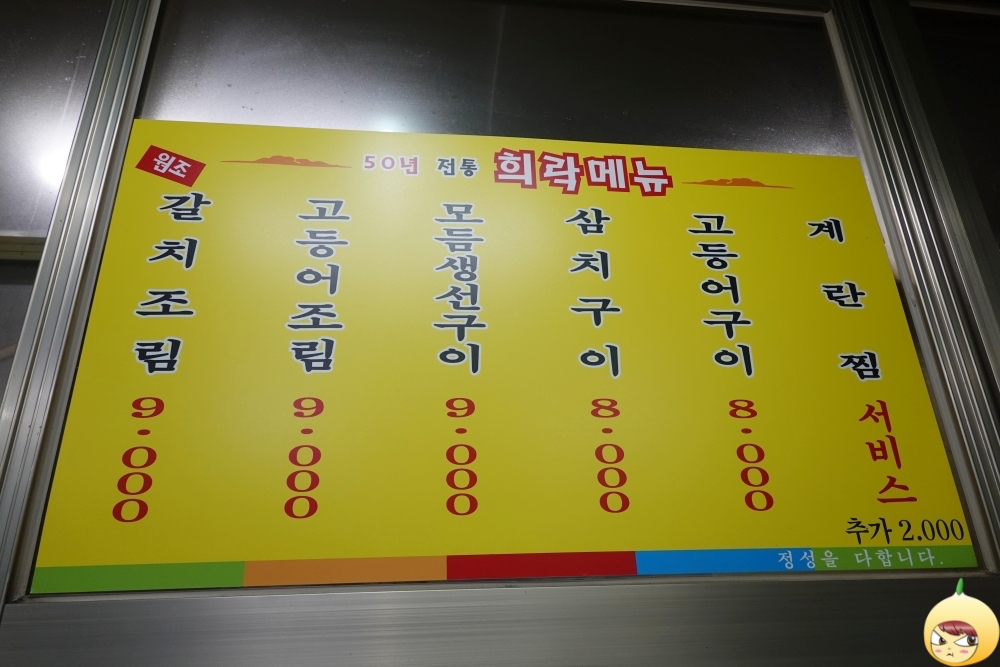 원조
50년 전통 희락메뉴
갈치조림 9.000
고등어조림 9.000
모듬생선구이 9.000
삼치구이 8.000
고등어구이 8.000
계란찜 서비스
추가 2.000
정성을 다합니다.